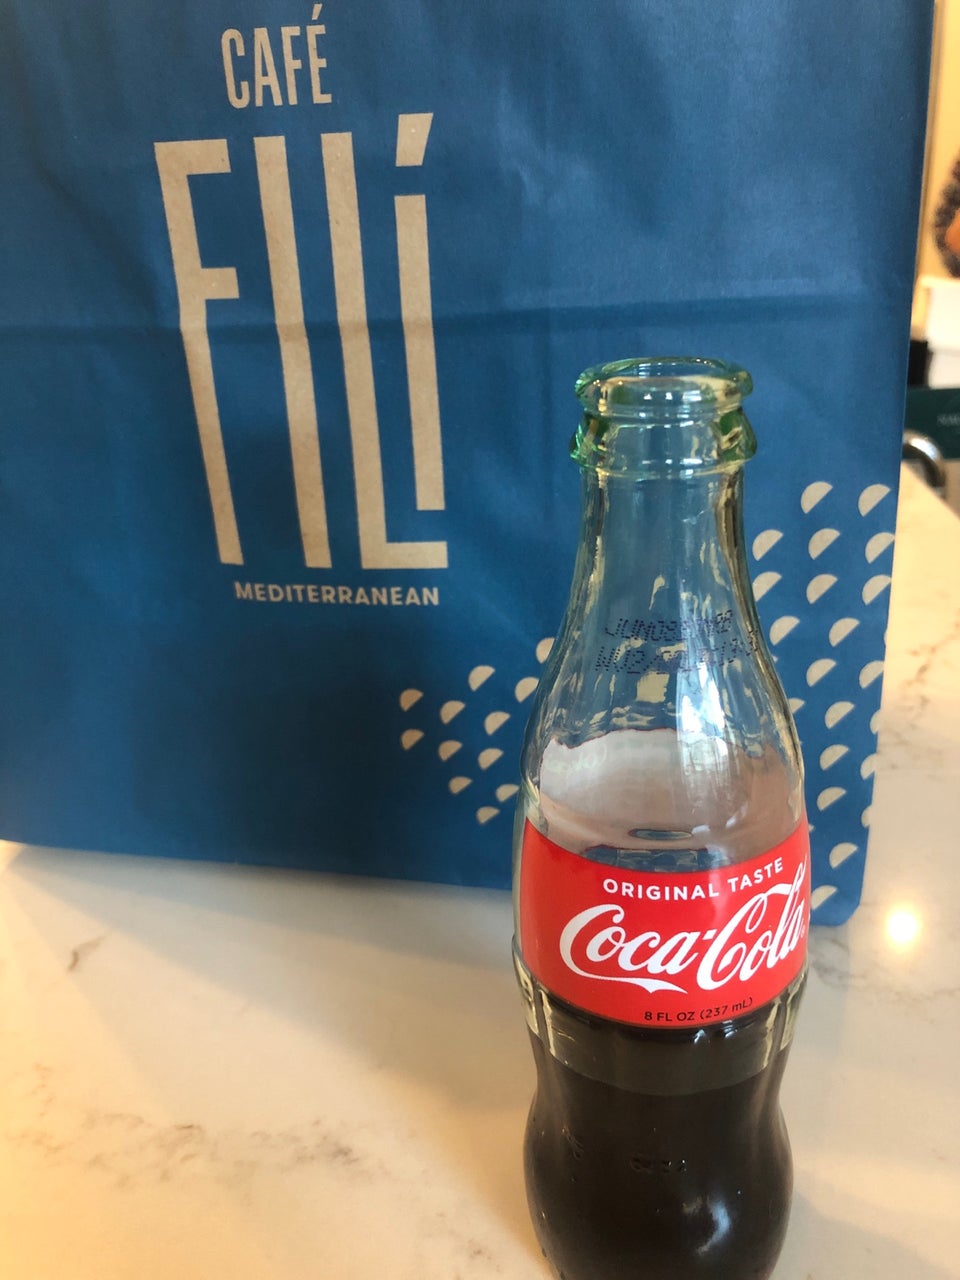 CAFÉ
FILÍ
MEDITERRANEAN
ORIGINAL TASTE
Coca-Cola
8 FL OZ (237 mL)